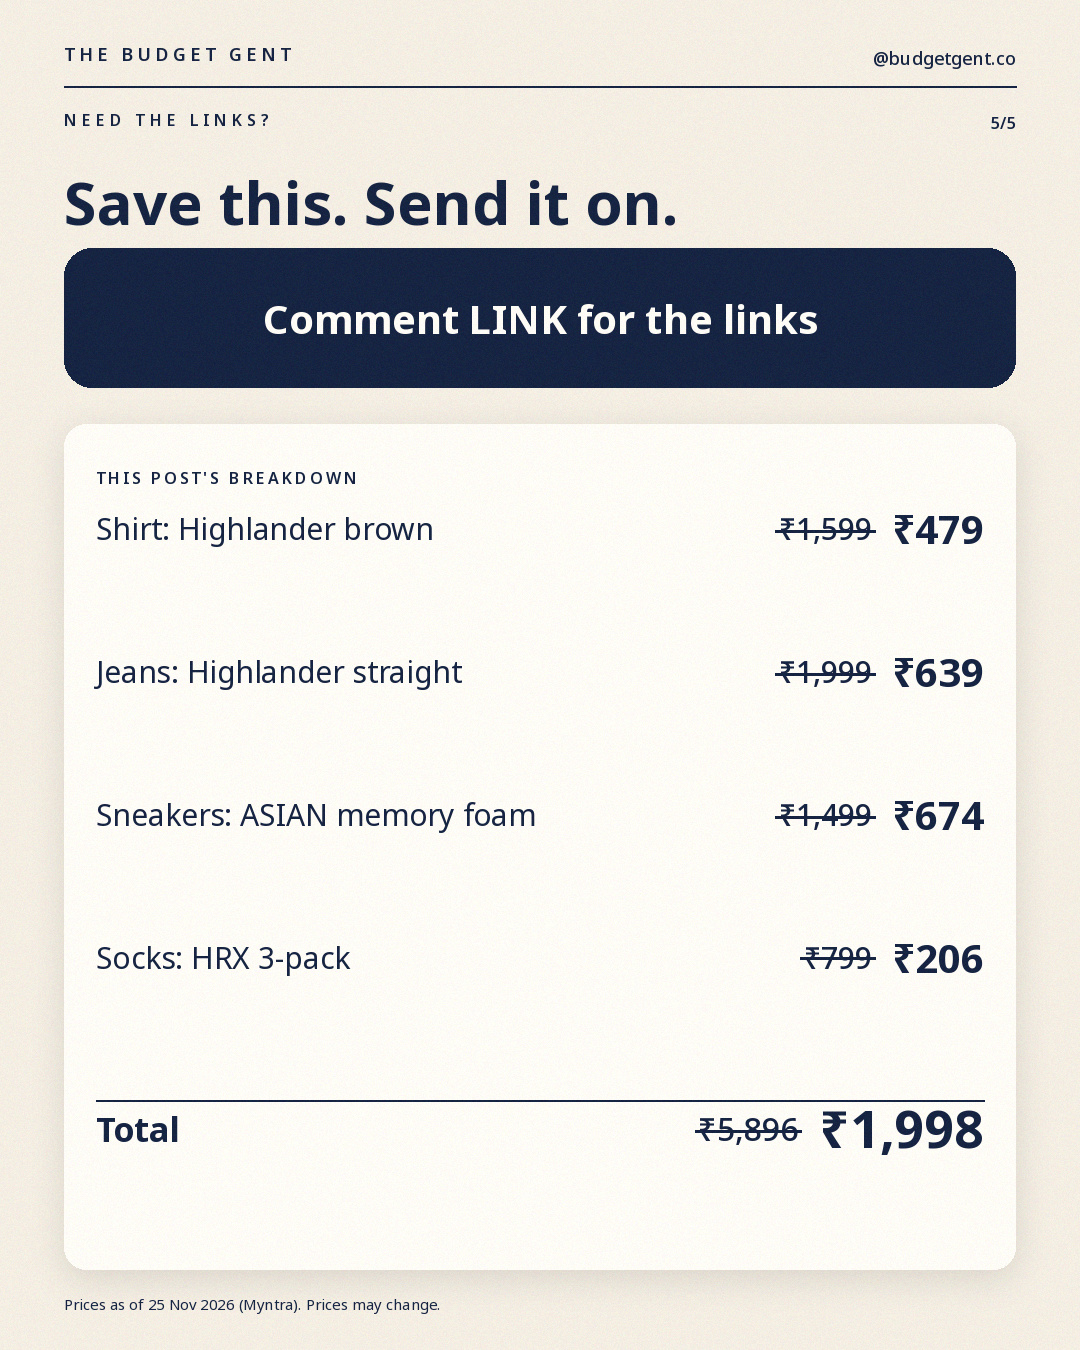 THE BUDGET GENT
@budgetgent.co
NEED THE LINKS?
5/5
Save this. Send it on.
Comment LINK for the links
THIS POST'S BREAKDOWN
Shirt: Highlander brown ₹1,599 ₹479
Jeans: Highlander straight ₹1,999 ₹639
Sneakers: ASIAN memory foam ₹1,499 ₹674
Socks: HRX 3-pack ₹799 ₹206
Total ₹5,896 ₹1,998
Prices as of 25 Nov 2026 (Myntra). Prices may change.